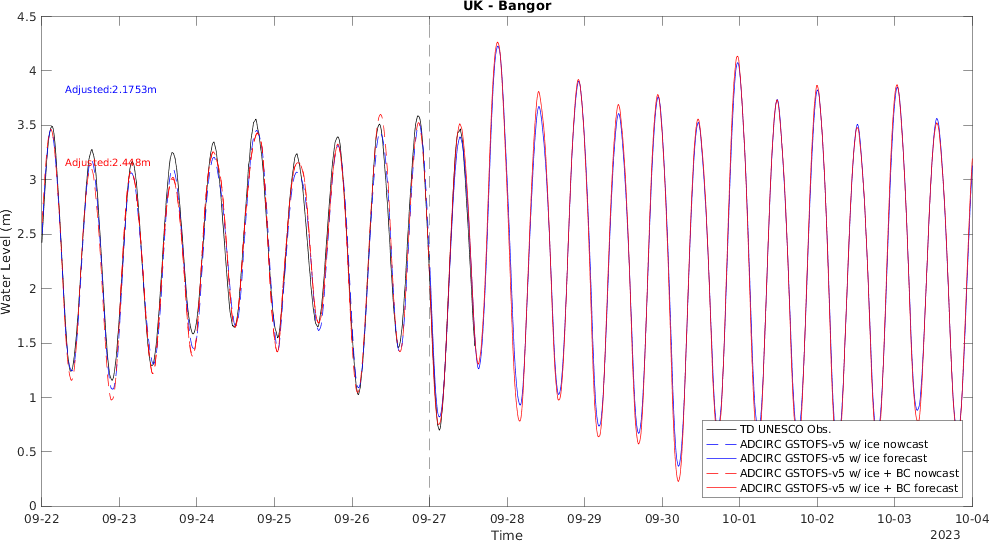 UK - Bangor
4.5
4
3.5
3
2.5
2
1.5
1
0.5
0
Water Level (m)
Adjusted:2.1753m
Adjusted:2.448m
TD UNESCO Obs.
ADCIRC GSTOFS-v5 w/ ice nowcast
ADCIRC GSTOFS-v5 w/ ice forecast
ADCIRC GSTOFS-v5 w/ ice + BC nowcast
ADCIRC GSTOFS-v5 w/ ice + BC forecast
09-22 09-23 09-24 09-25 09-26 09-27 09-28 09-29 09-30 10-01 10-02 10-03 10-04
Time
2023